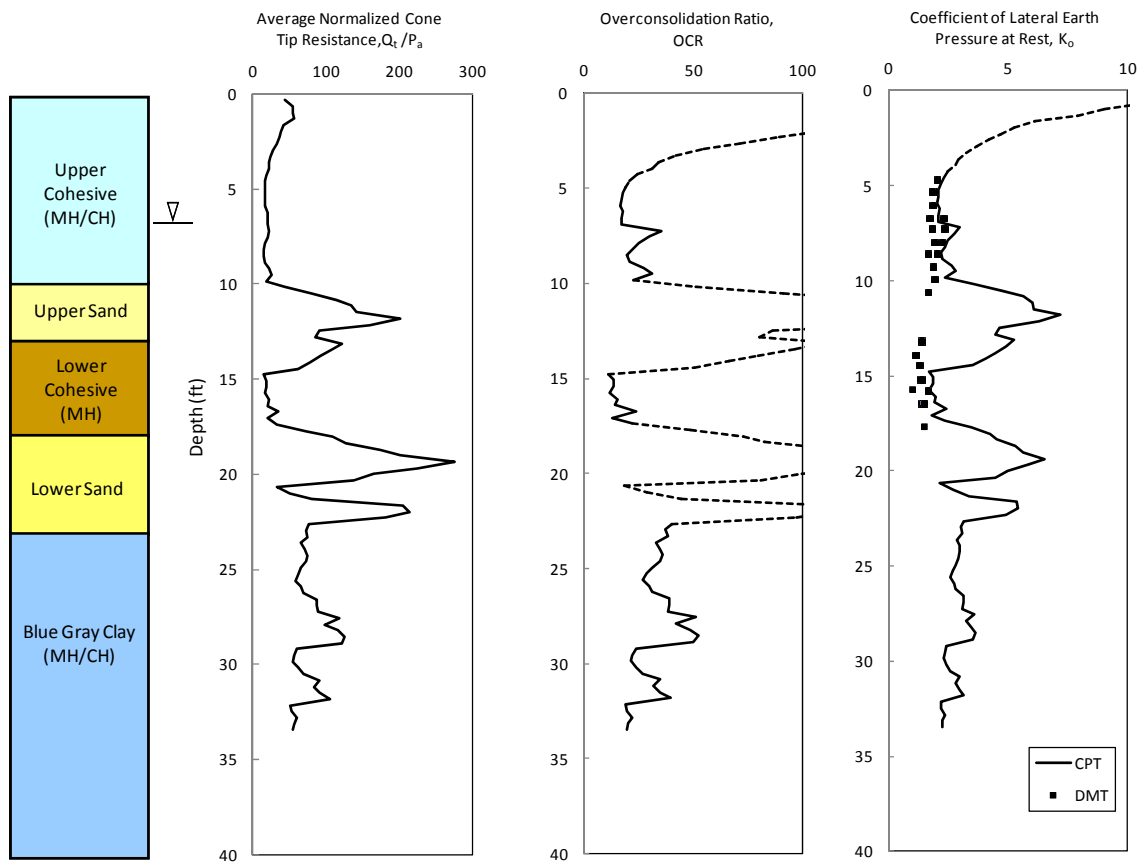 Average Normalized Cone
Tip Resistance,Qt /Pa
0 100 200 300
Overconsolidation Ratio,
OCR
0 50 100
Coefficient of Lateral Earth
Pressure at Rest, Ko
0 5 10
Upper
Cohesive
(MH/CH)
Upper Sand
Lower
Cohesive
(MH)
Lower Sand
Blue Gray Clay
(MH/CH)
Depth (ft)
0
5
10
15
20
25
30
35
40
0
5
10
15
20
25
30
35
40
0
5
10
15
20
25
30
35
40
CPT
DMT